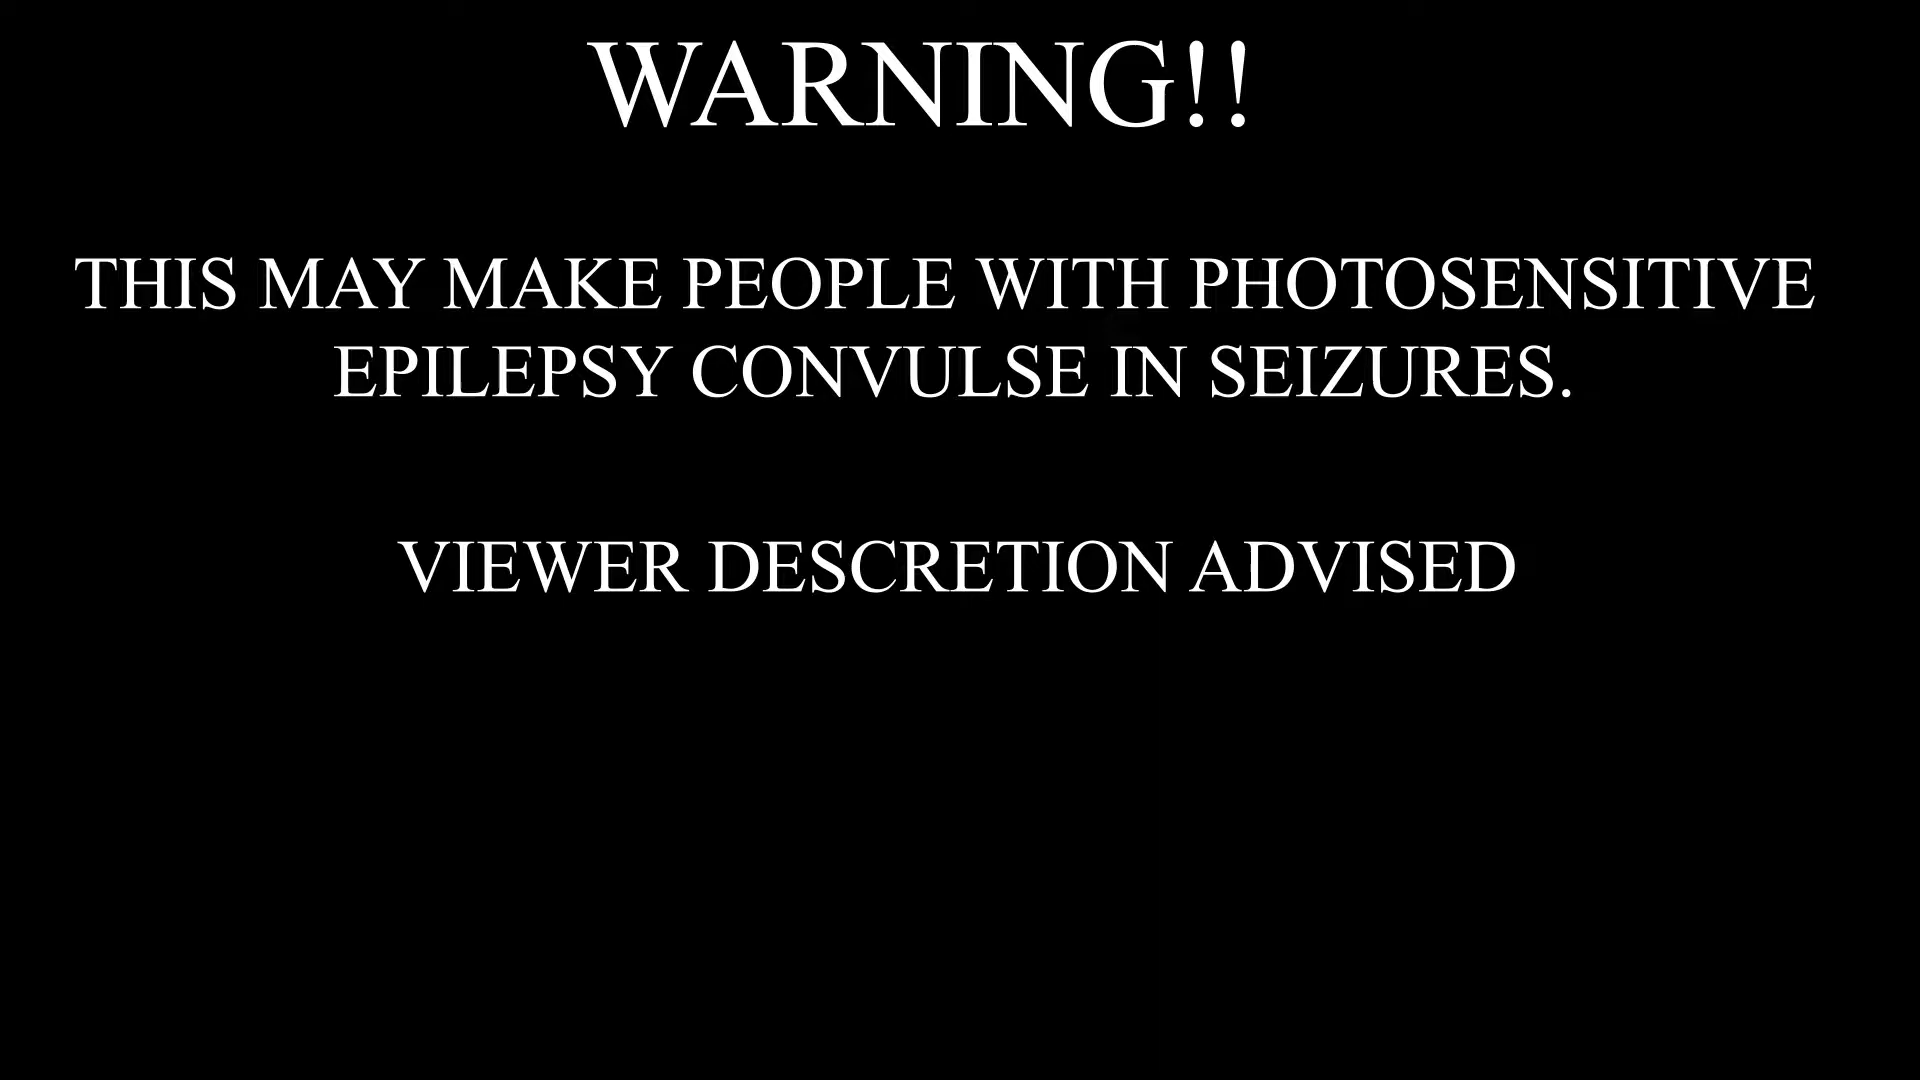 WARNING!!
THIS MAY MAKE PEOPLE WITH PHOTOSENSITIVE
EPILEPSY CONVULSE IN SEIZURES.
VIEWER DESCRETION ADVISED